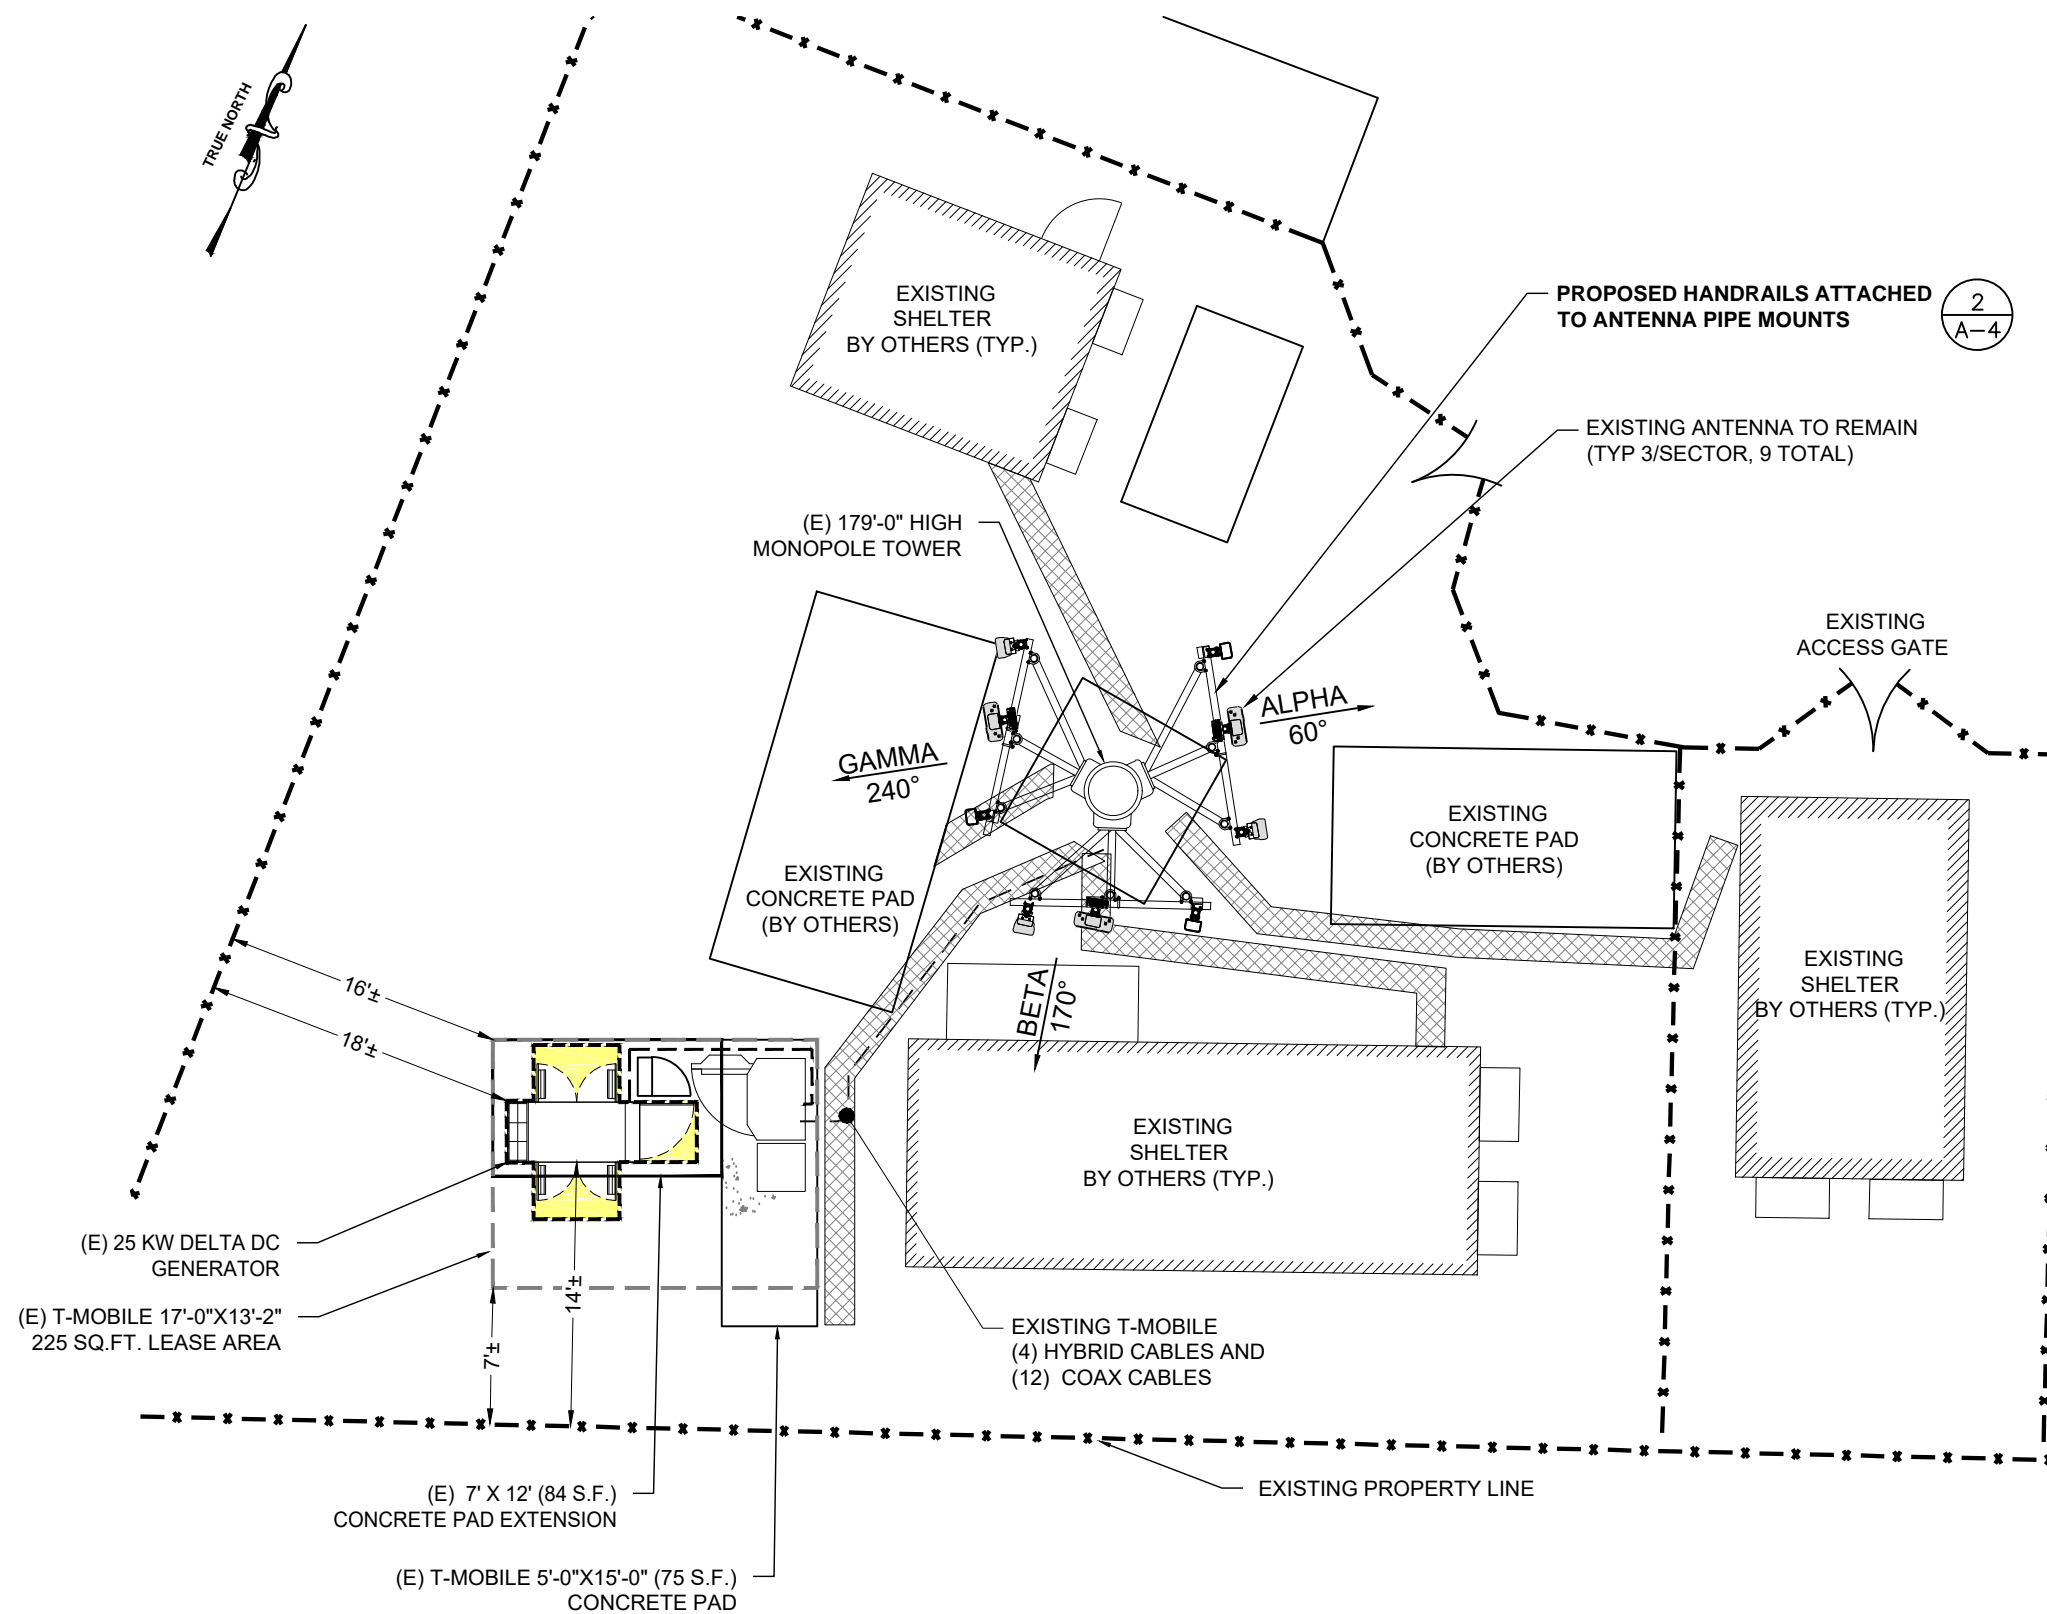 TRUE NORTH
EXISTING
SHELTER
BY OTHERS (TYP.)
PROPOSED HANDRAILS ATTACHED
TO ANTENNA PIPE MOUNTS
2
A-4
EXISTING ANTENNA TO REMAIN
(TYP 3/SECTOR, 9 TOTAL)
(E) 179'-0" HIGH
MONOPOLE TOWER
EXISTING
ACCESS GATE
ALPHA
60°
GAMMA
240°
EXISTING
CONCRETE PAD
(BY OTHERS)
EXISTING
CONCRETE PAD
(BY OTHERS)
BETA
170°
EXISTING
SHELTER
BY OTHERS (TYP.)
16'±
18'±
EXISTING
SHELTER
BY OTHERS (TYP.)
(E) 25 KW DELTA DC
GENERATOR
(E) T-MOBILE 17'-0"X13'-2"
225 SQ.FT. LEASE AREA
14'±
7'±
EXISTING T-MOBILE
(4) HYBRID CABLES AND
(12) COAX CABLES
EXISTING PROPERTY LINE
(E) 7' X 12' (84 S.F.)
CONCRETE PAD EXTENSION
(E) T-MOBILE 5'-0"X15'-0" (75 S.F.)
CONCRETE PAD